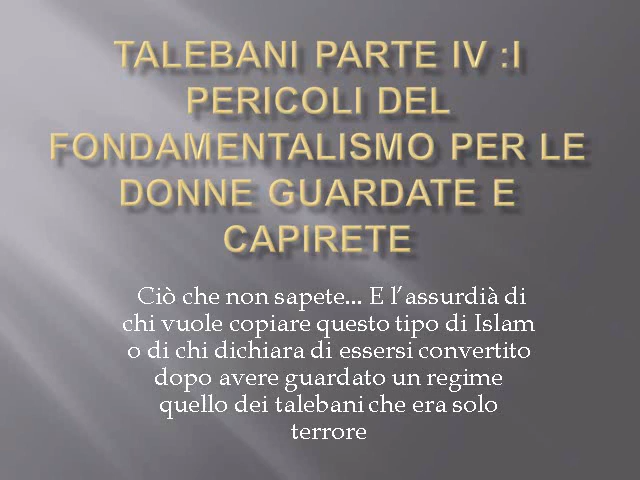 TALEBANI PARTE IV :I
PERICOLI DEL
FONDAMENTALISMO PER LE
DONNE GUARDATE E
CAPIRETE
Ciò che non sapete... E l’assurdià di
chi vuole copiare questo tipo di Islam
o di chi dichiara di essersi convertito
dopo avere guardato un regime
quello dei talebani che era solo
terrore